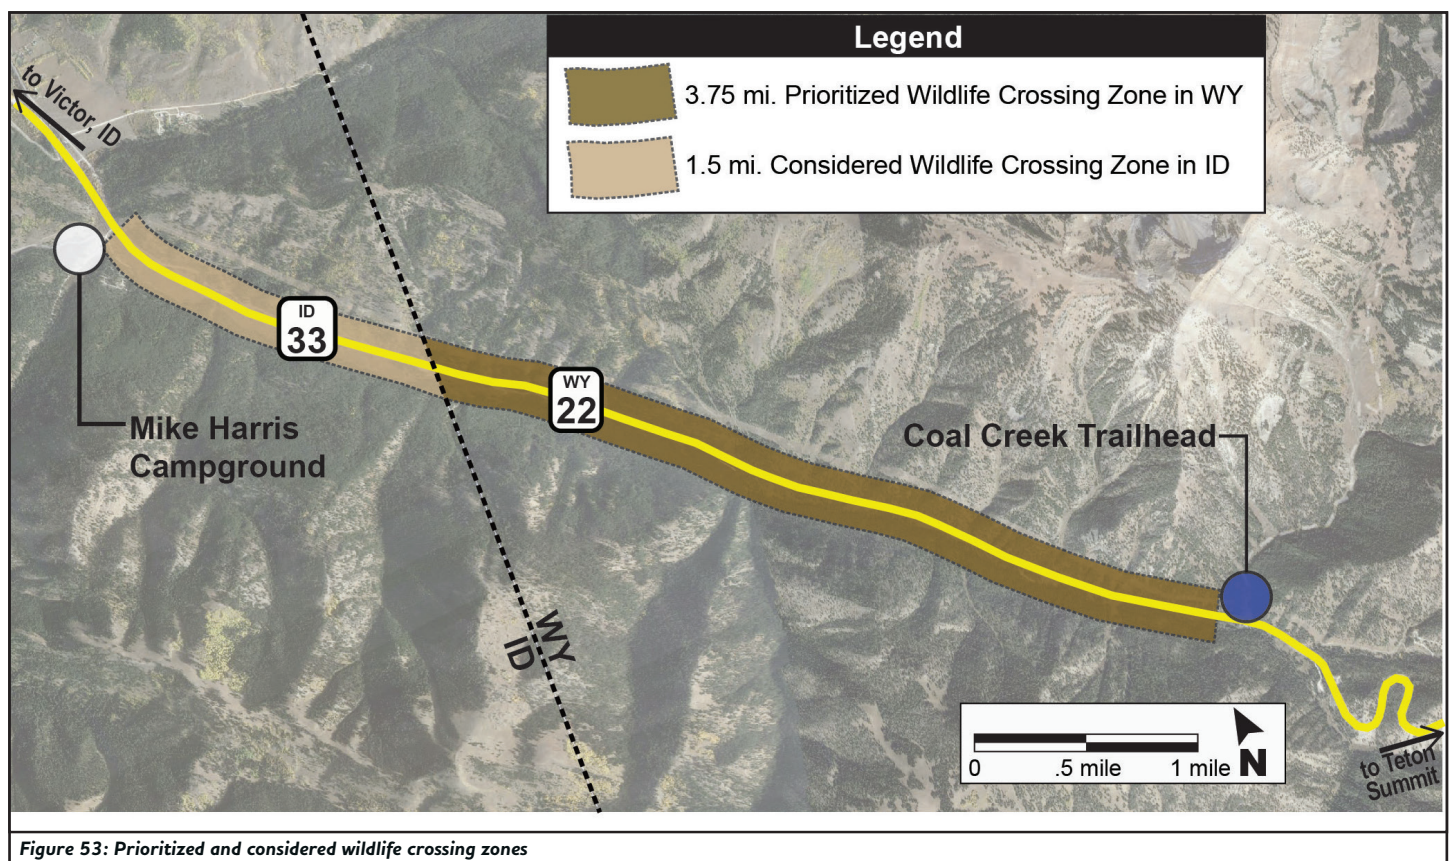 Legend
3.75 mi. Prioritized Wildlife Crossing Zone in WY
1.5 mi. Considered Wildlife Crossing Zone in ID
to Victor, ID
ID
33
WY
22
Mike Harris
Campground
Coal Creek Trailhead
WY
ID
0 .5 mile 1 mile N
to Teton
Summit
Figure 53: Prioritized and considered wildlife crossing zones